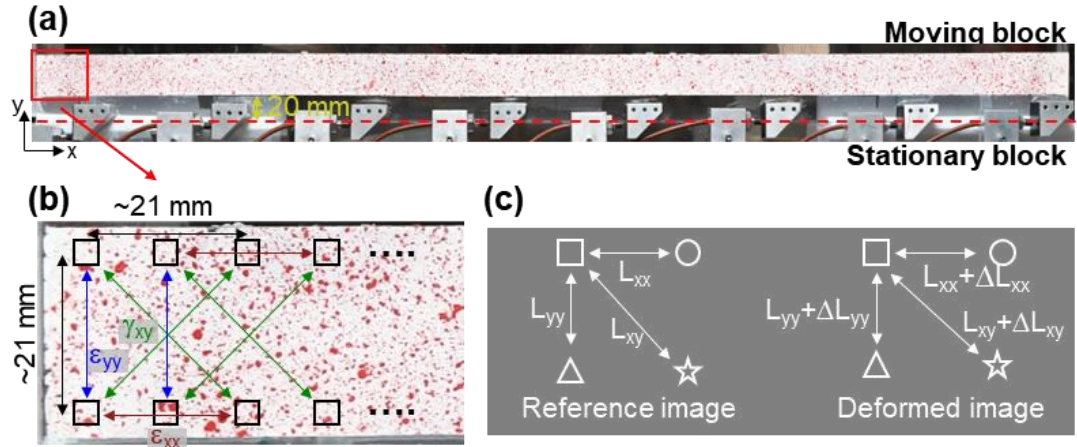 (a)
Moving block
y
20 mm
x
Stationary block
(b)
~21 mm
~21 mm
γxy
εyy
εxx
....
....
(c)
Lxx
Lyy
Lxy
Reference image
Lxx+ΔLxx
Lyy+ΔLyy
Lxy+ΔLxy
Deformed image